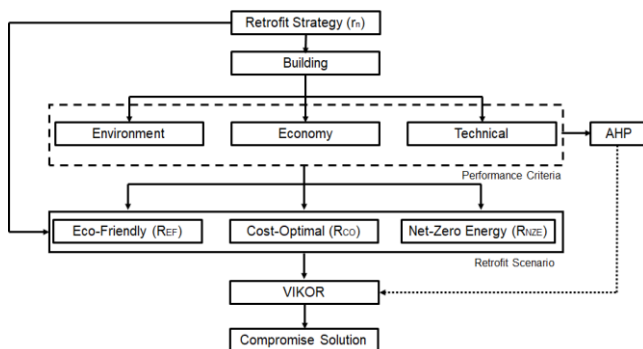 Retrofit Strategy (rn)
Building
Environment
Economy
Technical
AHP
Performance Criteria
Eco-Friendly (REF)
Cost-Optimal (RCO)
Net-Zero Energy (RNZE)
Retrofit Scenario
VIKOR
Compromise Solution